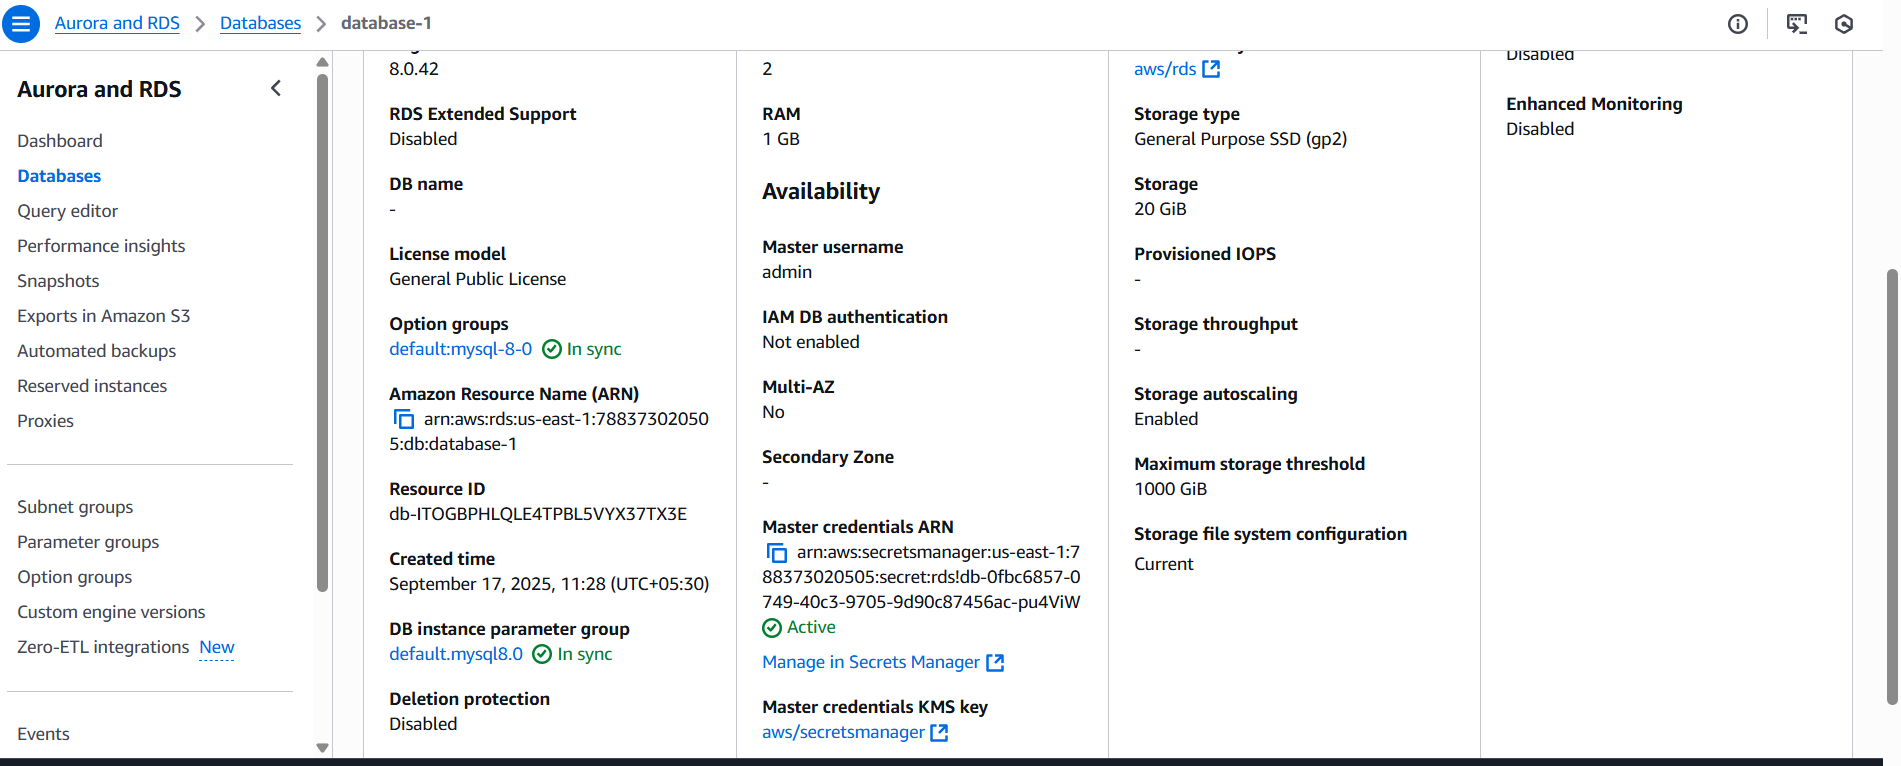 Aurora and RDS > Databases > database-1
Aurora and RDS
Dashboard
Databases
Query editor
Performance insights
Snapshots
Exports in Amazon S3
Automated backups
Reserved instances
Proxies
Subnet groups
Parameter groups
Option groups
Custom engine versions
Zero-ETL integrations New
Events
8.0.42
RDS Extended Support
Disabled
DB name
-
License model
General Public License
Option groups
default:mysql-8-0 In sync
Amazon Resource Name (ARN)
arn:aws:rds:us-east-1:78837302050
5:db:database-1
Resource ID
db-ITOGBPHLQLE4TPBL5VYX37TX3E
Created time
September 17, 2025, 11:28 (UTC+05:30)
DB instance parameter group
default.mysql8.0 In sync
Deletion protection
Disabled
2
RAM
1 GB
Availability
Master username
admin
IAM DB authentication
Not enabled
Multi-AZ
No
Secondary Zone
-
Master credentials ARN
arn:aws:secretsmanager:us-east-1:7
88373020505:secret:rds!db-0fbc6857-0
749-40c3-9705-9d90c87456ac-pu4ViW
Active
Manage in Secrets Manager
Master credentials KMS key
aws/secretsmanager
aws/rds
Storage type
General Purpose SSD (gp2)
Storage
20 GiB
Provisioned IOPS
-
Storage throughput
-
Storage autoscaling
Enabled
Maximum storage threshold
1000 GiB
Storage file system configuration
Current
Disabled
Enhanced Monitoring
Disabled